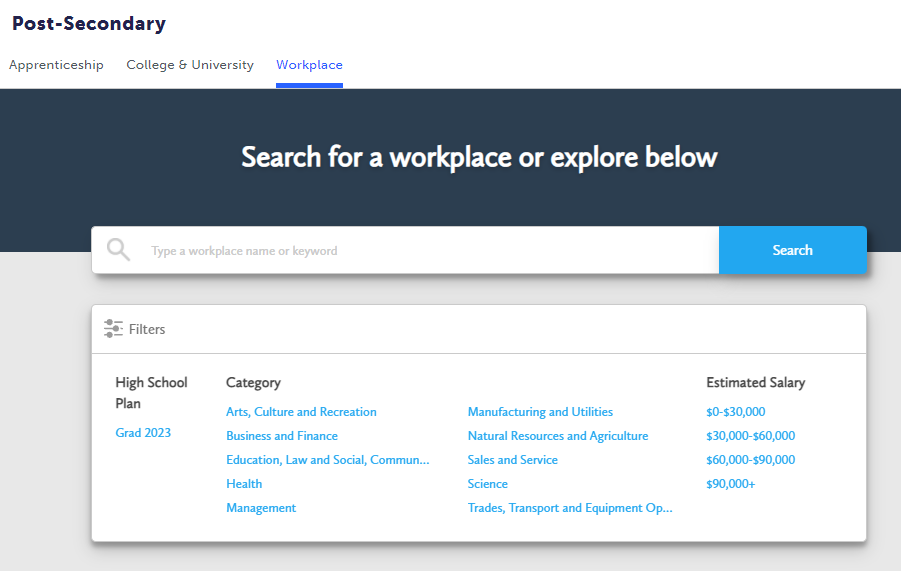 Post-Secondary
Apprenticeship College & University Workplace
Search for a workplace or explore below
Type a workplace name or keyword Search
Filters
High School
Plan
Grad 2023
Category
Arts, Culture and Recreation
Business and Finance
Education, Law and Social, Commun...
Health
Management
Manufacturing and Utilities
Natural Resources and Agriculture
Sales and Service
Science
Trades, Transport and Equipment Op...
Estimated Salary
$0-$30,000
$30,000-$60,000
$60,000-$90,000
$90,000+